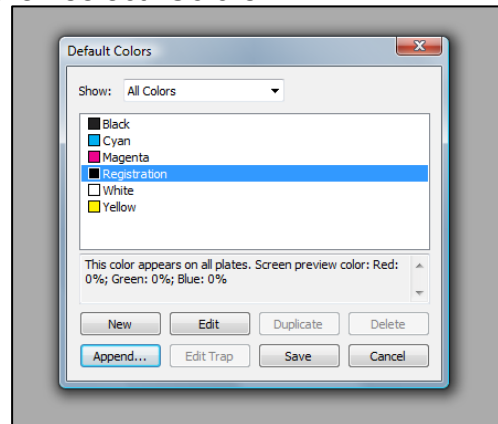 Default Colors
Show: All Colors
Black
Cyan
Magenta
Registration
White
Yellow
This color appears on all plates. Screen preview color: Red:
0%; Green: 0%; Blue: 0%
New Edit Duplicate Delete
Append... Edit Trap Save Cancel